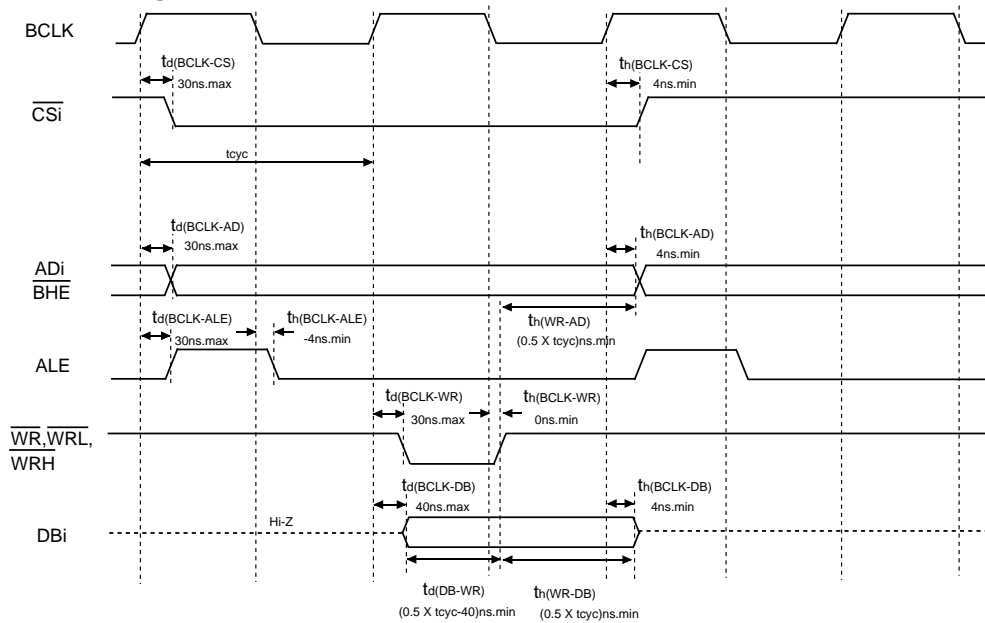 BCLK
td(BCLK-CS)
30ns.max
th(BCLK-CS)
4ns.min
CSi
tcyc
td(BCLK-AD)
30ns.max
th(BCLK-AD)
4ns.min
ADi
BHE
td(BCLK-ALE)
30ns.max
th(BCLK-ALE)
-4ns.min
th(WR-AD)
(0.5 X tcyc)ns.min
ALE
td(BCLK-WR)
30ns.max
th(BCLK-WR)
0ns.min
WR,WRL,
WRH
td(BCLK-DB)
40ns.max
th(BCLK-DB)
4ns.min
Hi-Z
DBi
td(DB-WR)
(0.5 X tcyc-40)ns.min
th(WR-DB)
(0.5 X tcyc)ns.min